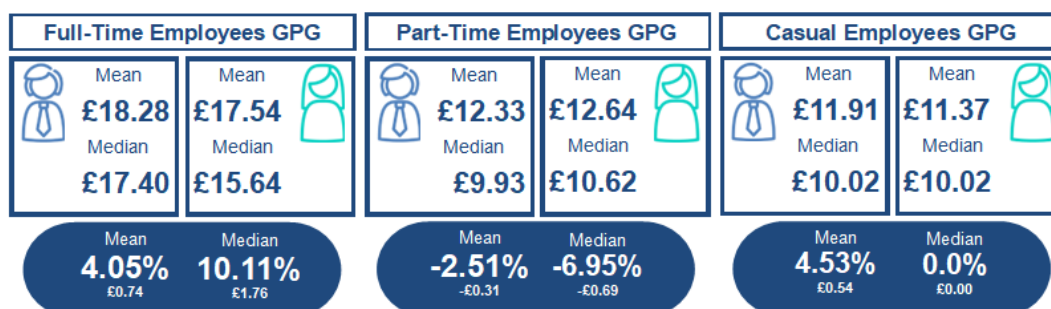 Full-Time Employees GPG
Mean Mean
£18.28 £17.54
Median Median
£17.40 £15.64
Mean Median
4.05% 10.11%
£0.74 £1.76
Part-Time Employees GPG
Mean Mean
£12.33 £12.64
Median Median
£9.93 £10.62
Mean Median
-2.51% -6.95%
-£0.31 -£0.69
Casual Employees GPG
Mean Mean
£11.91 £11.37
Median Median
£10.02 £10.02
Mean Median
4.53% 0.0%
£0.54 £0.00